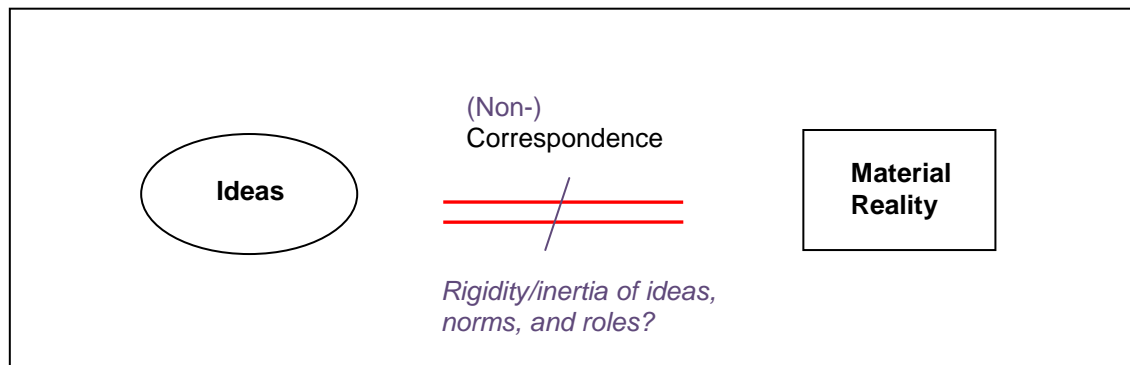 (Non-)
Correspondence
Ideas
Material
Reality
Rigidity/inertia of ideas,
norms, and roles?